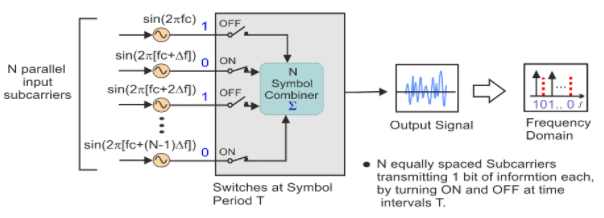 sin(2πfc)
1
OFF
sin(2π[fc+Δf])
0
ON
N parallel
input
subcarriers
sin(2π[fc+2Δf])
1
OFF
sin(2π[fc+(N-1)Δf])
0
ON
N
Symbol
Combiner
Σ
Switches at Symbol
Period T
Output Signal
101.. 0 s
Frequency
Domain
• N equally spaced Subcarriers
transmitting 1 bit of informtion each,
by turning ON and OFF at time
intervals T.